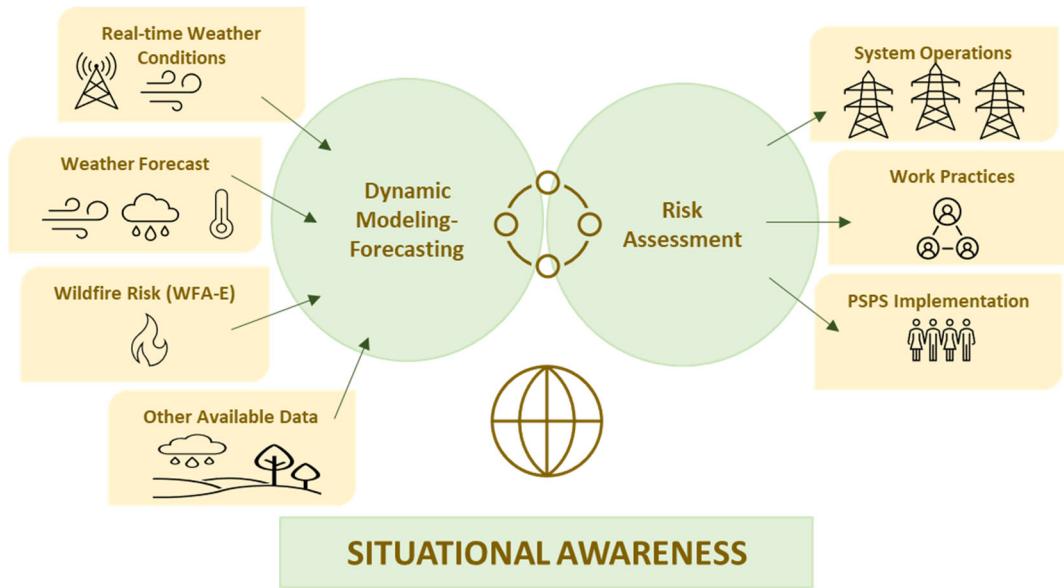 Real-time Weather
Conditions
Weather Forecast
Wildfire Risk (WFA-E)
Other Available Data
Dynamic
Modeling-
Forecasting
Risk
Assessment
System Operations
Work Practices
PSPS Implementation
SITUATIONAL AWARENESS